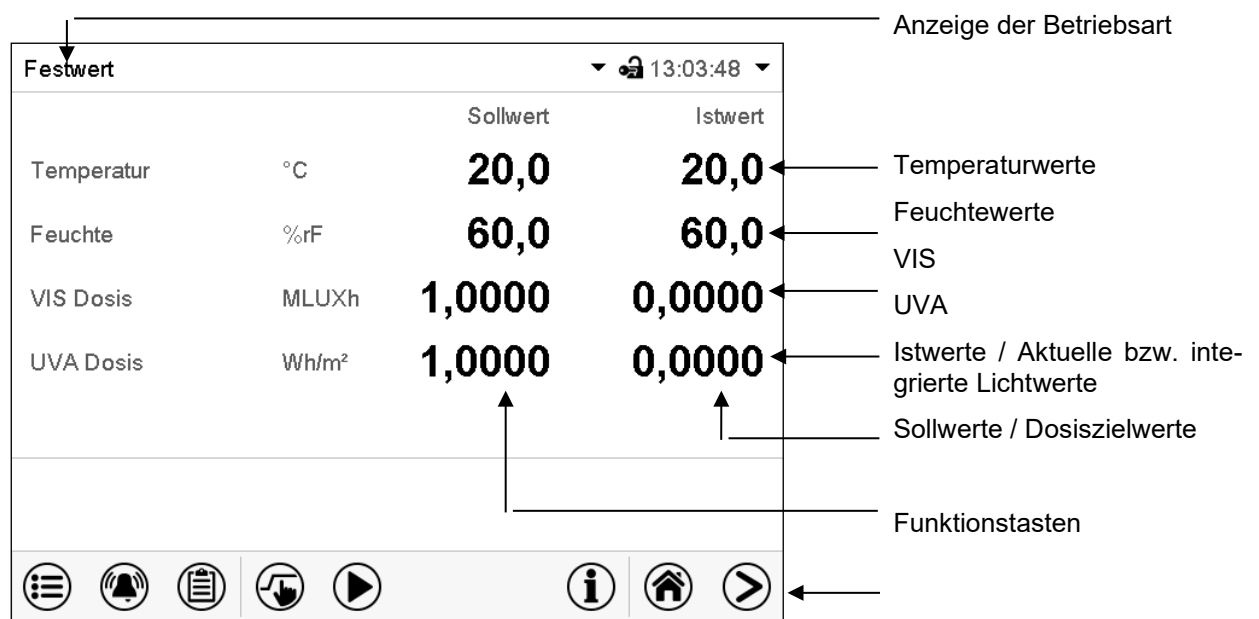 Anzeige der Betriebsart
Festwert 13:03:48
Sollwert Istwert
Temperatur °C 20,0 20,0
Temperaturwerte
Feuchte %rF 60,0 60,0
Feuchtewerte
VIS
VIS Dosis MLUXh 1,0000 0,0000
UVA
UVA Dosis Wh/m² 1,0000 0,0000
Istwerte / Aktuelle bzw. inte-
grierte Lichtwerte
Sollwerte / Dosiszielwerte
Funktionstasten